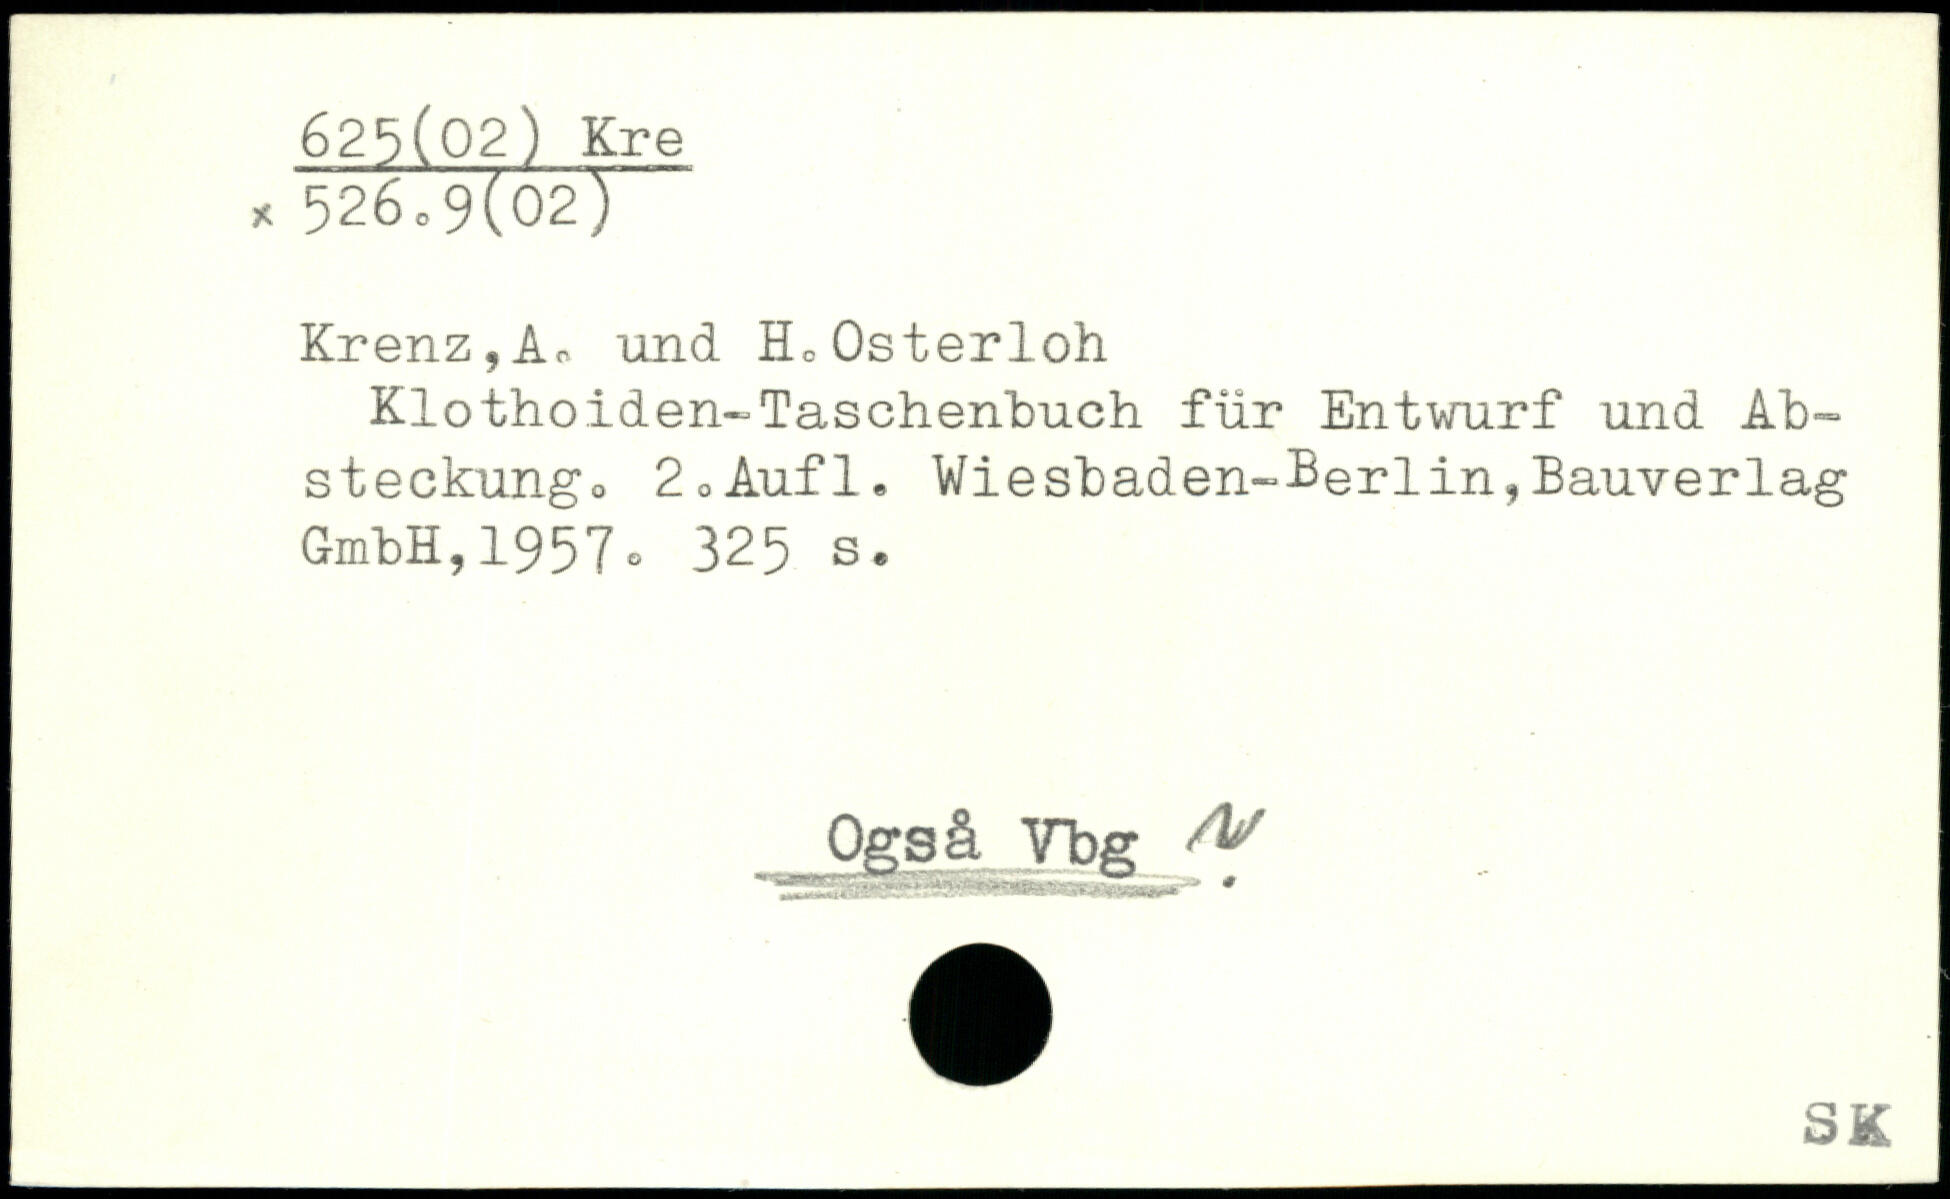 625(02) Kre
x 526.9(02)
Krenz,A. und H.Osterloh
Klothoiden-Taschenbuch für Entwurf und Ab-
steckung. 2.Aufl. Wiesbaden-Berlin,Bauverlag
GmbH,1957. 325 s.
Også Vbg
SK